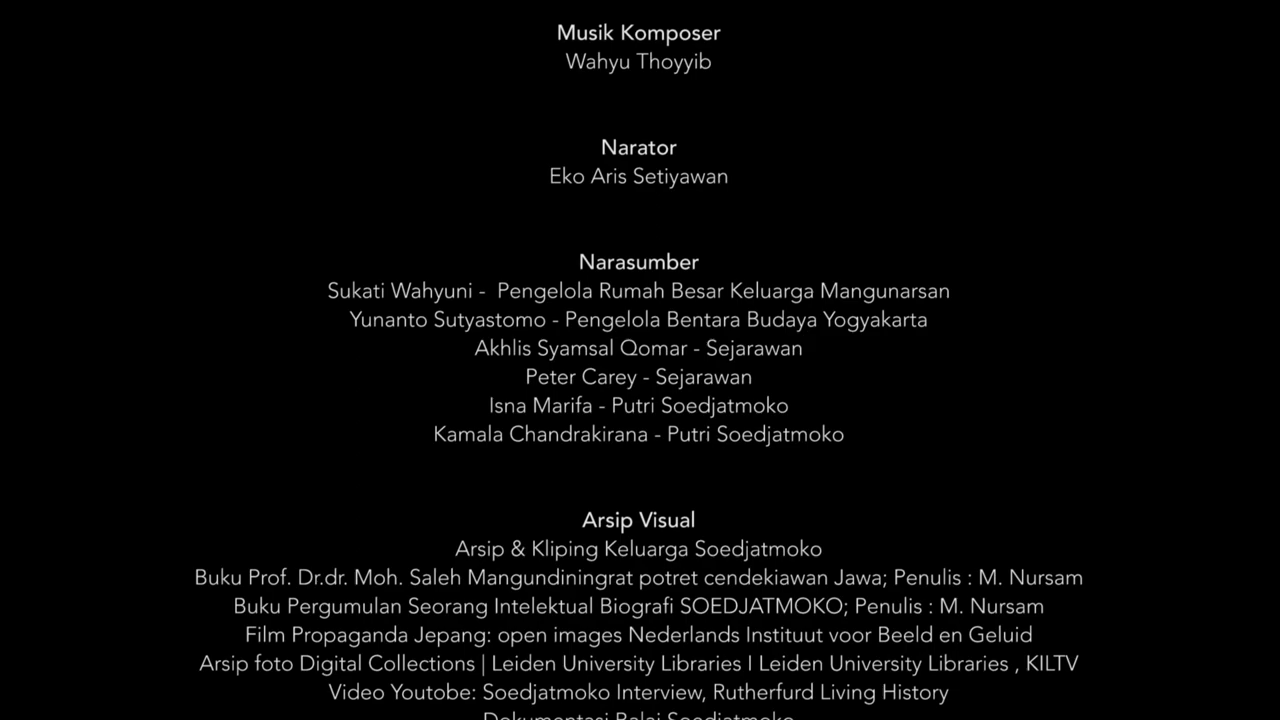 Musik Komposer
Wahyu Thoyyib
Narator
Eko Aris Setiyawan
Narasumber
Sukati Wahyuni - Pengelola Rumah Besar Keluarga Mangunarsan
Yunanto Sutyastomo - Pengelola Bentara Budaya Yogyakarta
Akhlis Syamsal Qomar - Sejarawan
Peter Carey - Sejarawan
Isna Marifa - Putri Soedjatmoko
Kamala Chandrakirana - Putri Soedjatmoko
Arsip Visual
Arsip & Kliping Keluarga Soedjatmoko
Buku Prof. Dr.dr. Moh. Saleh Mangundiningrat potret cendekiawan Jawa; Penulis : M. Nursam
Buku Pergumulan Seorang Intelektual Biografi SOEDJATMOKO; Penulis : M. Nursam
Film Propaganda Jepang: open images Nederlands Instituut voor Beeld en Geluid
Arsip foto Digital Collections | Leiden University Libraries I Leiden University Libraries , KILTV
Video Youtobe: Soedjatmoko Interview, Rutherfurd Living History
Dokumentasi Balai Soedjatmoko